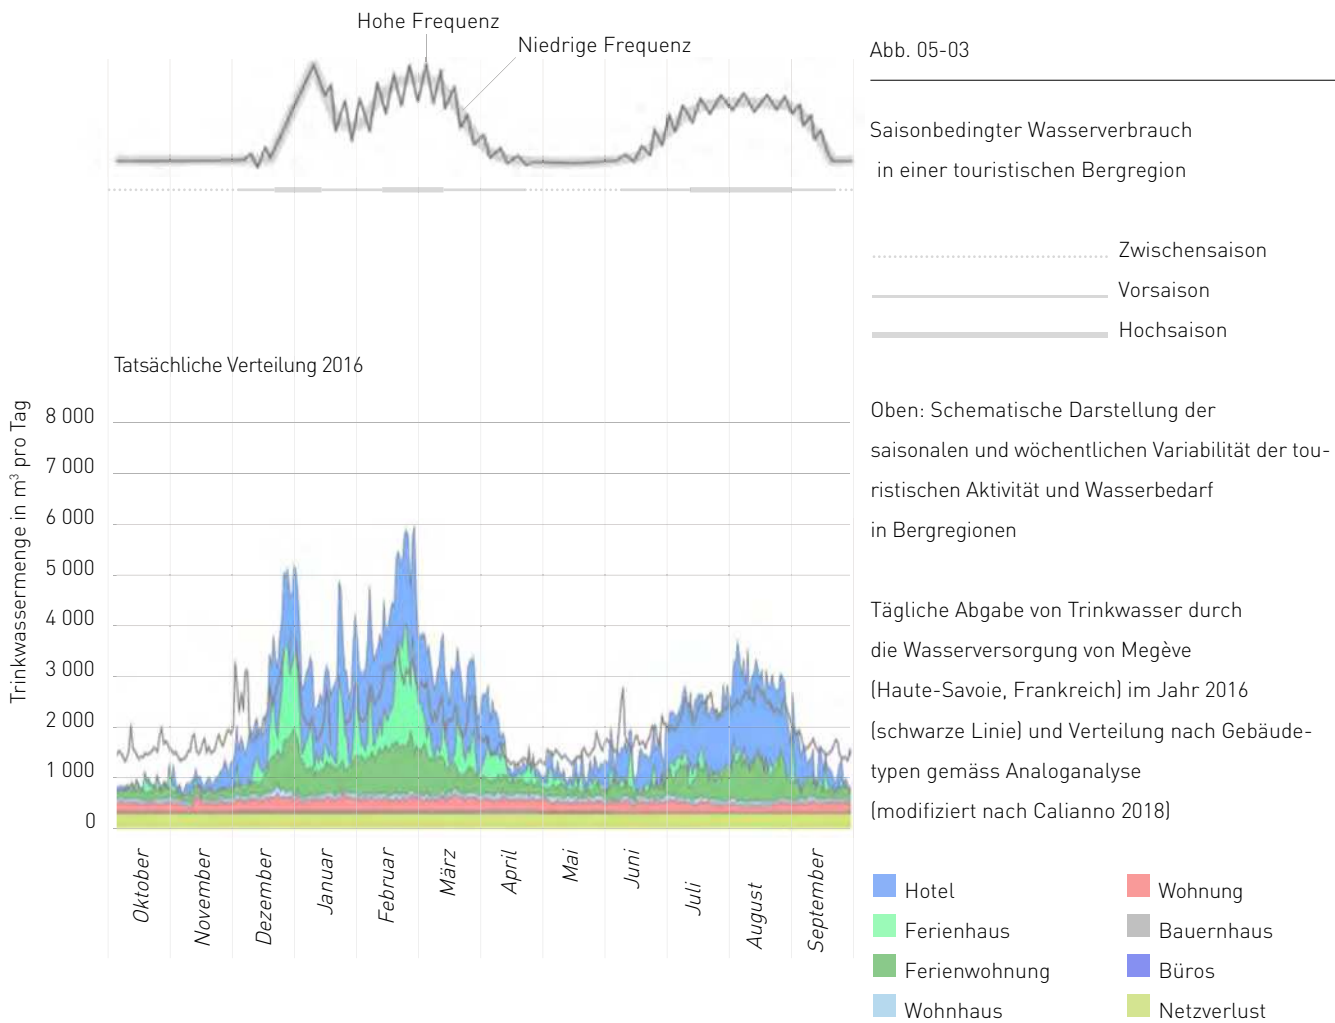 Hohe Frequenz
Niedrige Frequenz
Abb. 05-03
Saisonbedingter Wasserverbrauch
in einer touristischen Bergregion
Zwischensaison
Vorsaison
Hochsaison
Tatsächliche Verteilung 2016
Trinkwassermenge in m³ pro Tag
8 000
7 000
6 000
5 000
4 000
3 000
2 000
1 000
0
Oktober
November
Dezember
Januar
Februar
März
April
Mai
Juni
Juli
August
September
Oben: Schematische Darstellung der
saisonalen und wöchentlichen Variabilität der tou-
ristischen Aktivität und Wasserbedarf
in Bergregionen
Tägliche Abgabe von Trinkwasser durch
die Wasserversorgung von Megève
(Haute-Savoie, Frankreich) im Jahr 2016
(schwarze Linie) und Verteilung nach Gebäude-
typen gemäss Analoganalyse
(modifiziert nach Calianno 2018)
Hotel
Ferienhaus
Ferienwohnung
Wohnhaus
Wohnung
Bauernhaus
Büros
Netzverlust